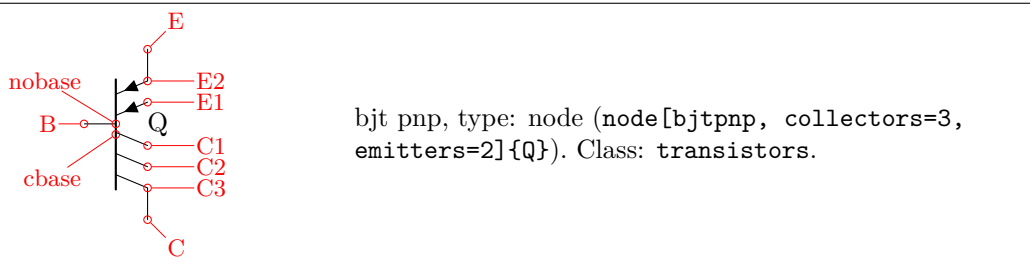 E
nobase
E2
E1
B
Q
C1
C2
cbase
C3
C
bjt pnp, type: node (node[bjtpnp, collectors=3,
emitters=2]{Q}). Class: transistors.